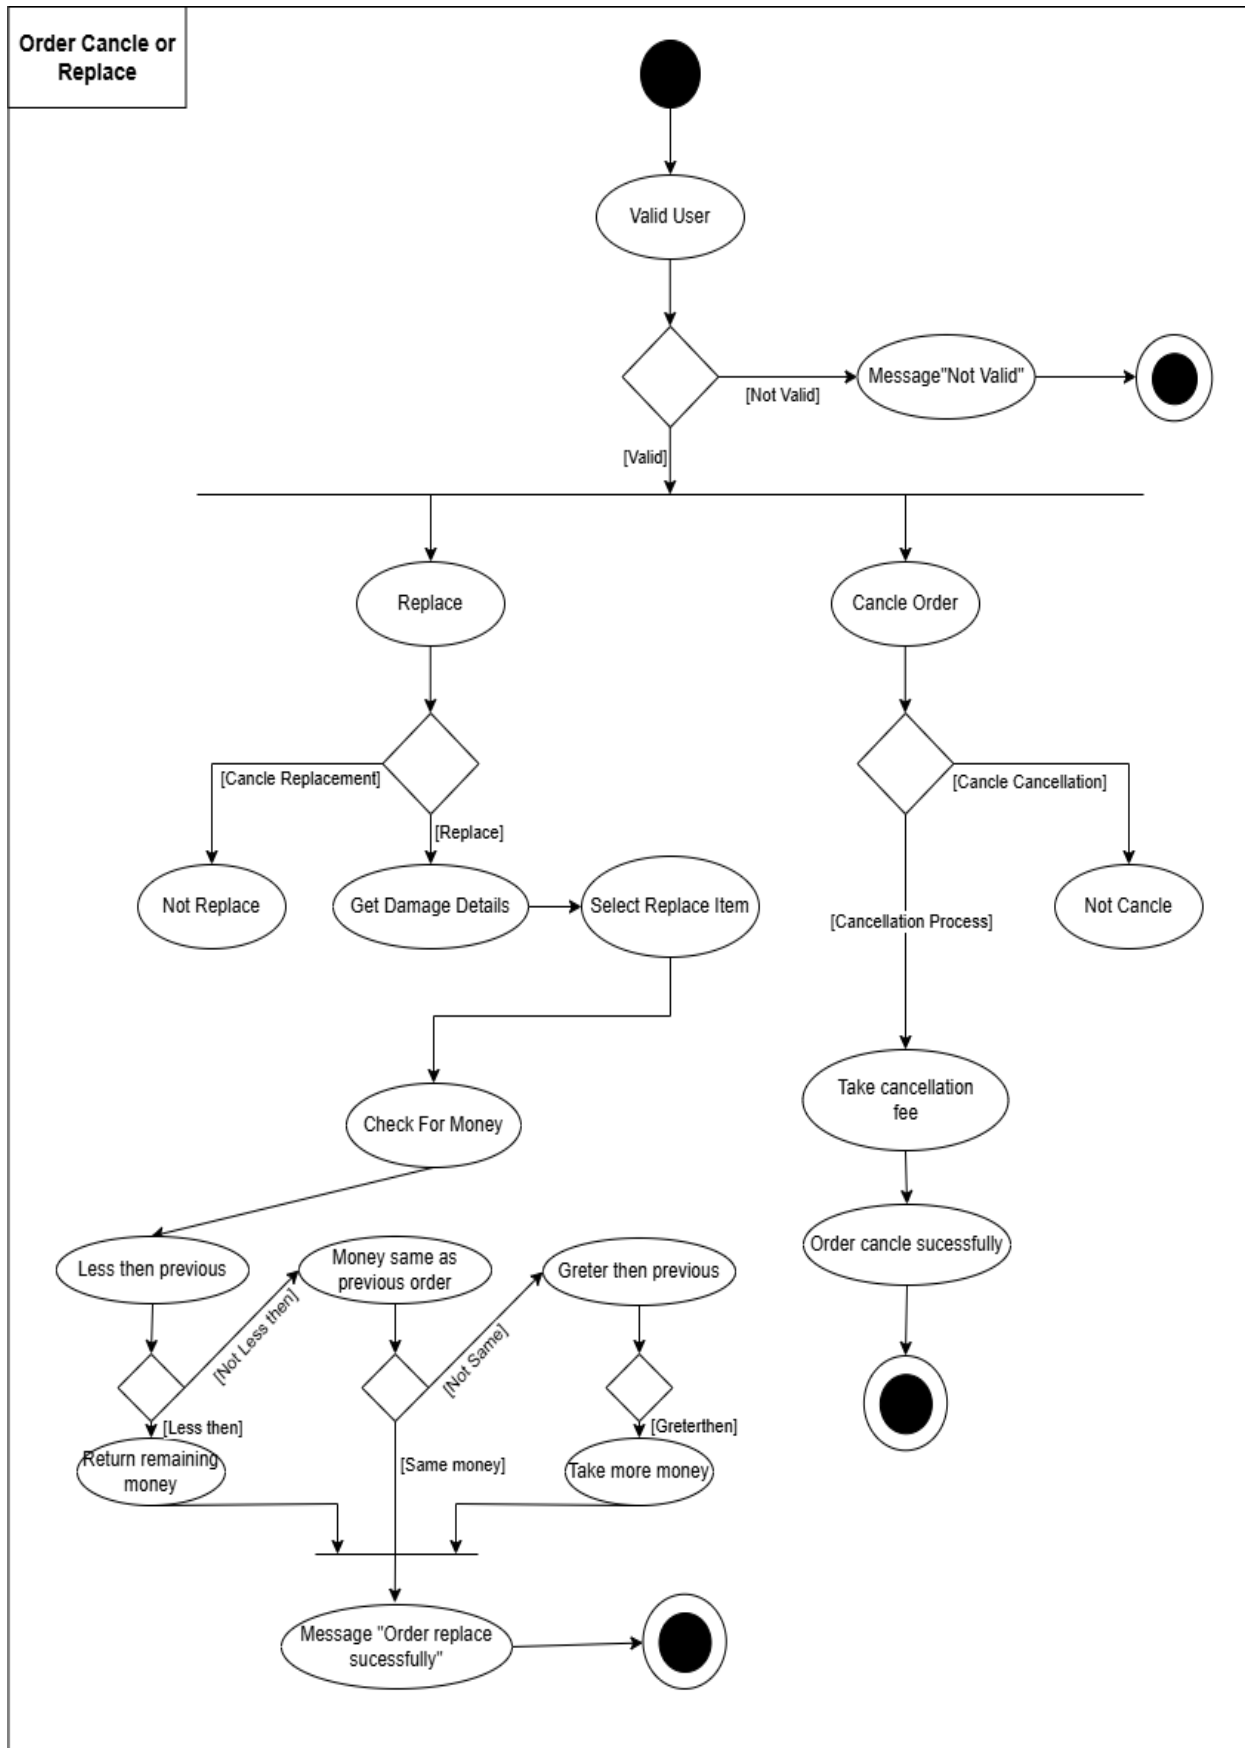 Order Cancle or
Replace
Valid User
Message"Not Valid"
[Not Valid]
[Valid]
Replace
Cancle Order
[Cancle Replacement]
[Cancle Cancellation]
[Replace]
Not Replace
Get Damage Details
Select Replace Item
Not Cancle
[Cancellation Process]
Take cancellation
fee
Check For Money
Order cancle sucessfully
Less then previous
Money same as
previous order
Greter then previous
[Not Less then]
[Not Same]
[Less then]
[Greterthen]
Return remaining
money
[Same money]
Take more money
Message "Order replace
sucessfully"